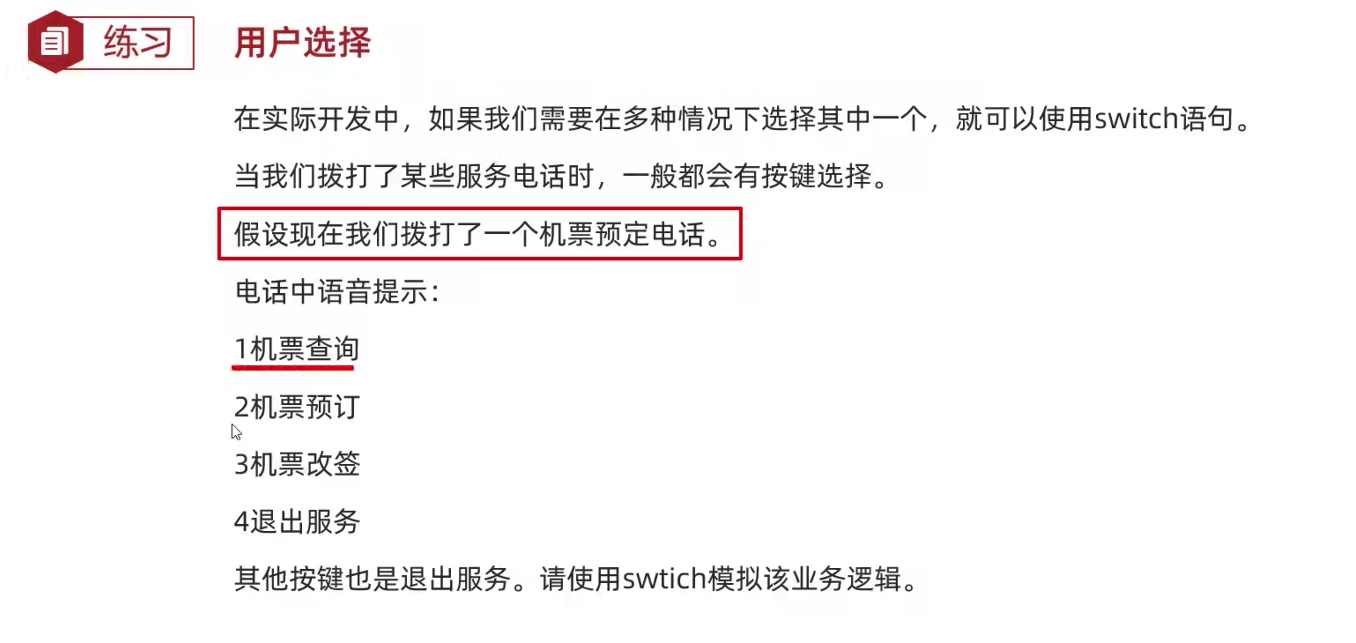 练习
用户选择
在实际开发中，如果我们需要在多种情况下选择其中一个，就可以使用switch语句。
当我们拨打了某些服务电话时，一般都会有按键选择。
假设现在我们拨打了一个机票预定电话。
电话中语音提示：
1机票查询
2机票预订
3机票改签
4退出服务
其他按键也是退出服务。请使用swtich模拟该业务逻辑。